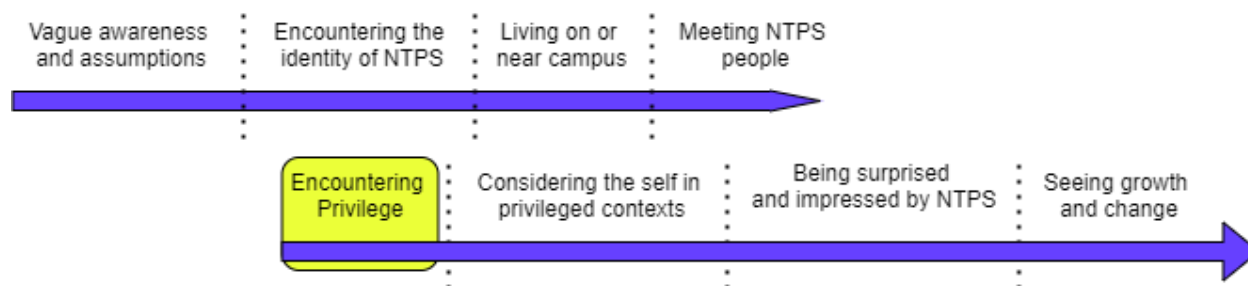 Vague awareness
and assumptions
Encountering the
identity of NTPS
Living on or
near campus
Meeting NTPS
people
Encountering
Privilege
Considering the self in
privileged contexts
Being surprised
and impressed by NTPS
Seeing growth
and change